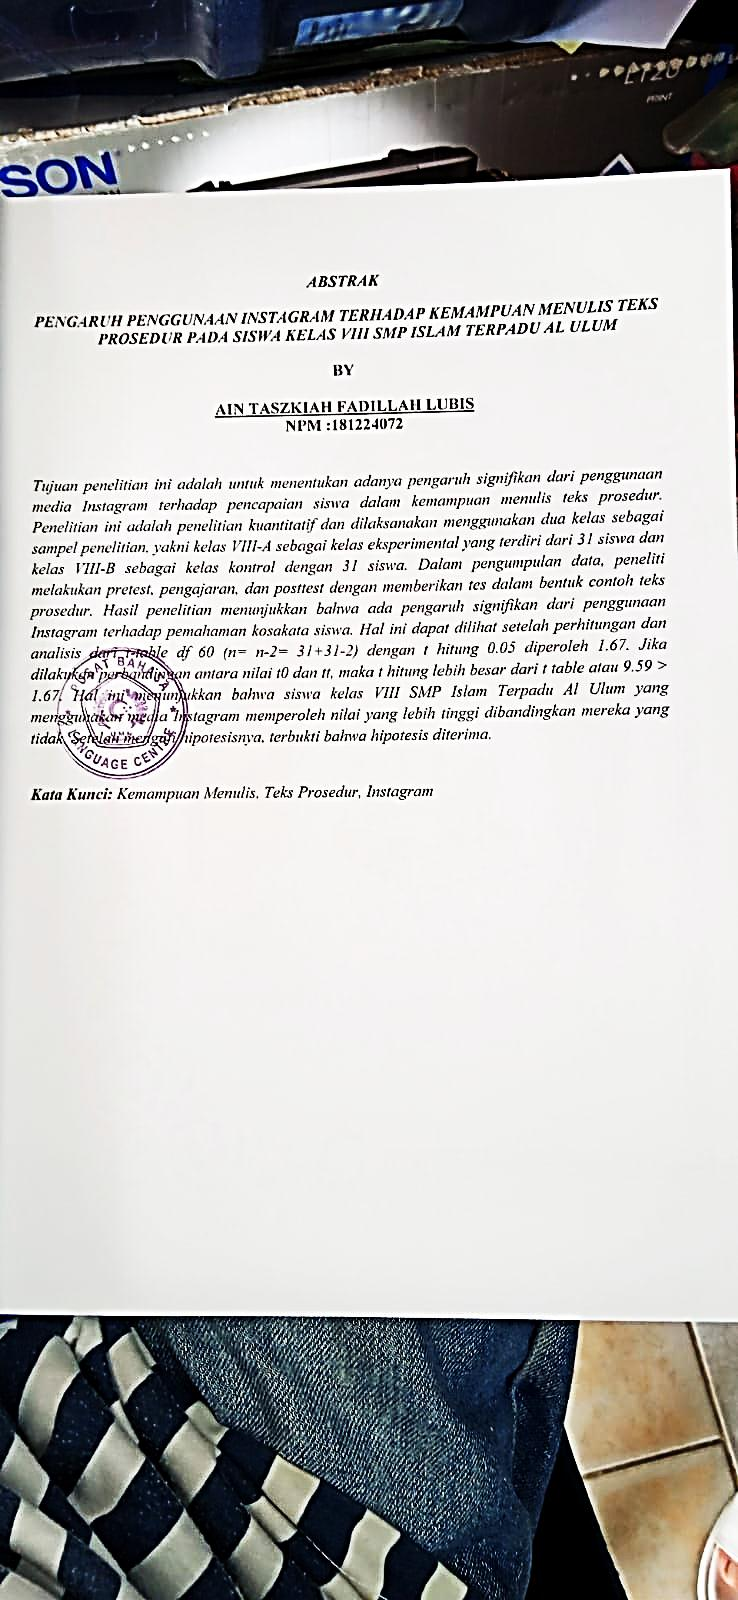 SON
PRINT
ABSTRAK
PENGARUH PENGGUNAAN INSTAGRAM TERHADAP KEMAMPUAN MENULIS TEKS
PROSEDUR PADA SISWA KELAS VIII SMP ISLAM TERPADU AL ULUM
BY
AIN TASZKIAH FADILLAH LUBIS
NPM :181224072
Tujuan penelitian ini adalah untuk menentukan adanya pengaruh signifikan dari penggunaan
media Instagram terhadap pencapaian siswa dalam kemampuan menulis teks prosedur.
Penelitian ini adalah penelitian kuantitatif dan dilaksanakan menggunakan dua kelas sebagai
sampel penelitian, yakni kelas VIII-A sebagai kelas eksperimental yang terdiri dari 31 siswa dan
kelas VIII-B sebagai kelas kontrol dengan 31 siswa. Dalam pengumpulan data, peneliti
melakukan pretest, pengajaran, dan posttest dengan memberikan tes dalam bentuk contoh teks
prosedur. Hasil penelitian menunjukkan bahwa ada pengaruh signifikan dari penggunaan
Instagram terhadap pemahaman kosakata siswa. Hal ini dapat dilihat setelah perhitungan dan
analisis dari t-table df 60 (n= n-2= 31+31-2) dengan t hitung 0.05 diperoleh 1.67. Jika
dilakukan perbandingan antara nilai t0 dan tt, maka t hitung lebih besar dari t table atau 9.59 >
1.67. Hal ini menunjukkan bahwa siswa kelas VIII SMP Islam Terpadu Al Ulum yang
menggunakan media Instagram memperoleh nilai yang lebih tinggi dibandingkan mereka yang
tidak. Setelah menguji hipotesisnya, terbukti bahwa hipotesis diterima.
PUSAT BAHASA
LANGUAGE CENTRE
Kata Kunci: Kemampuan Menulis, Teks Prosedur, Instagram